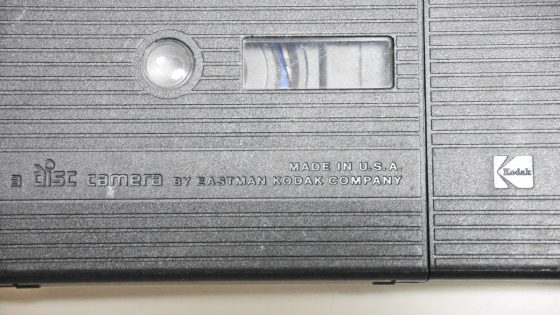 MADE IN U.S.A.
a disc camera BY EASTMAN KODAK COMPANY
Kodak